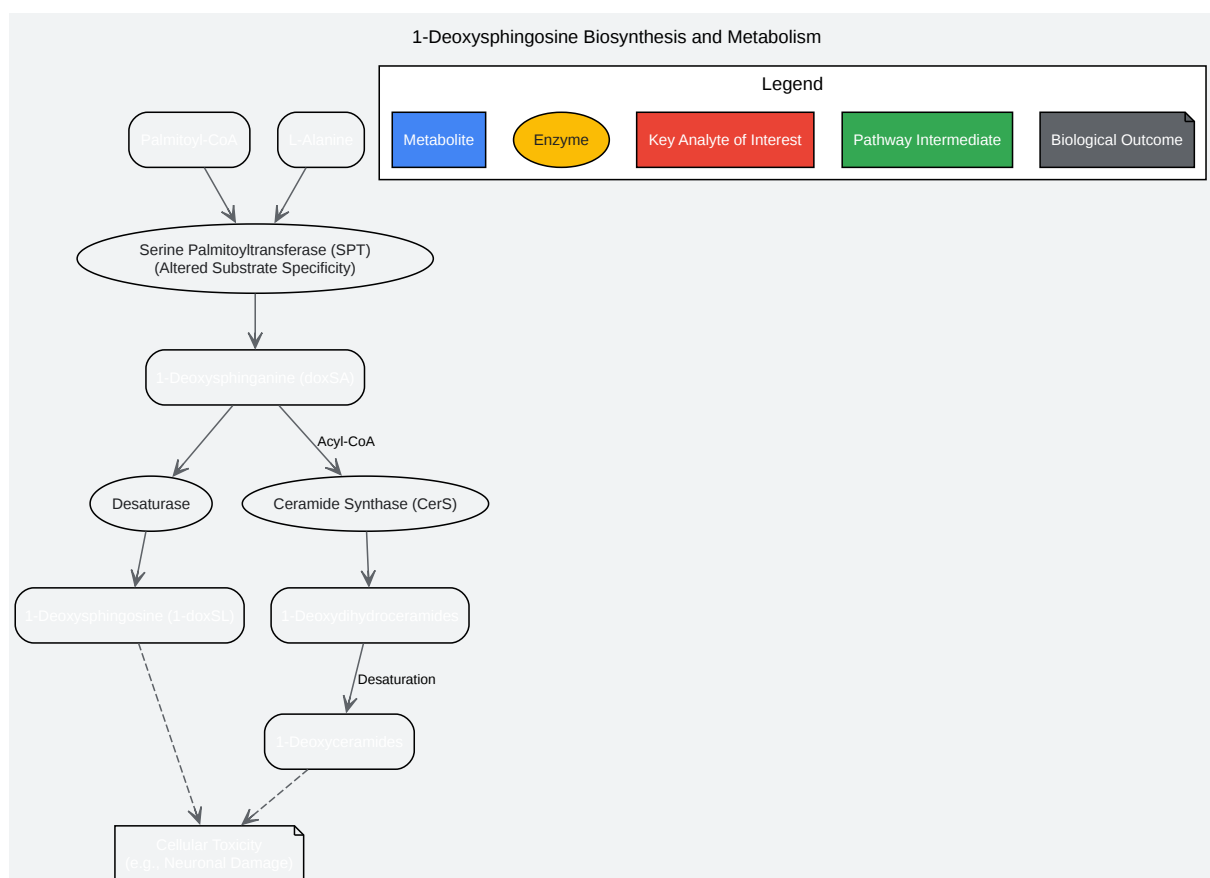 1-Deoxysphingosine Biosynthesis and Metabolism
Legend
Metabolite
Enzyme
Key Analyte of Interest
Pathway Intermediate
Biological Outcome
Palmitoyl-CoA
L-Alanine
Serine Palmitoyltransferase (SPT)
(Altered Substrate Specificity)
1-Deoxysphinganine (doxSA)
Acyl-CoA
Desaturase
Ceramide Synthase (CerS)
1-Deoxysphingosine (1-doxSL)
1-Deoxydihydroceramides
Desaturation
1-Deoxyceramides
Cellular Toxicity
(e.g., Neuronal Damage)